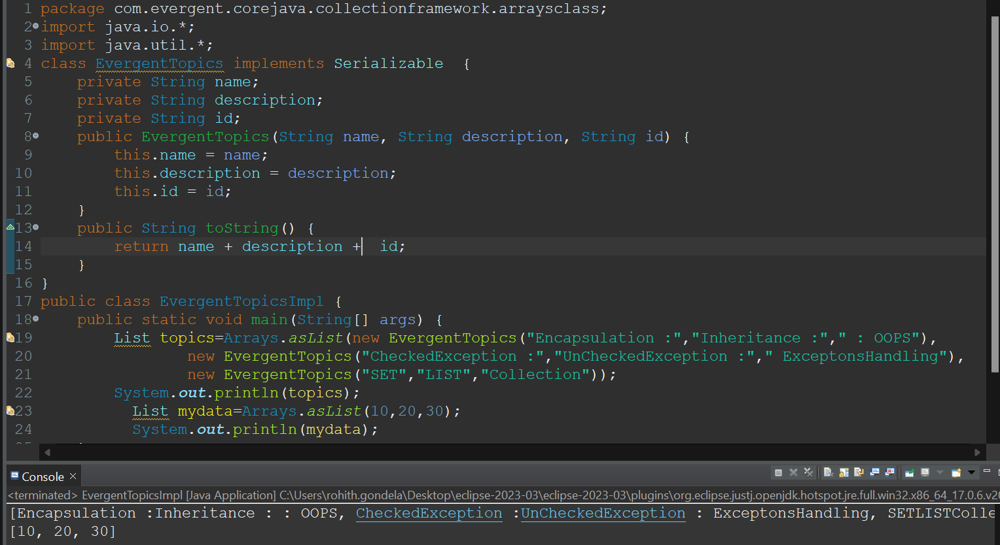 1 package com.evergent.corejava.collectionframework.arraysclass;
2 import java.io.*;
3 import java.util.*;
4 class EvergentTopics implements Serializable  {
5     private String name;
6     private String description;
7     private String id;
8     public EvergentTopics(String name, String description, String id) {
9         this.name = name;
10         this.description = description;
11         this.id = id;
12     }
13     public String toString() {
14         return name + description +  id;
15     }
16 }
17 public class EvergentTopicsImpl {
18     public static void main(String[] args) {
19         List topics=Arrays.asList(new EvergentTopics("Encapsulation :","Inheritance :"," : OOPS"),
20                 new EvergentTopics("CheckedException :","UnCheckedException :"," ExceptonsHandling"),
21                 new EvergentTopics("SET","LIST","Collection"));
22         System.out.println(topics);
23           List mydata=Arrays.asList(10,20,30);
24           System.out.println(mydata);
Console
<terminated> EvergentTopicsImpl [Java Application] C:\Users\rohith.gondela\Desktop\eclipse-2023-03\eclipse-2023-03\plugins\org.eclipse.justj.openjdk.hotspot.jre.full.win32.x86_64_17.0.6.v20
[Encapsulation :Inheritance : : OOPS, CheckedException :UnCheckedException : ExceptonsHandling, SETLISTColle
[10, 20, 30]